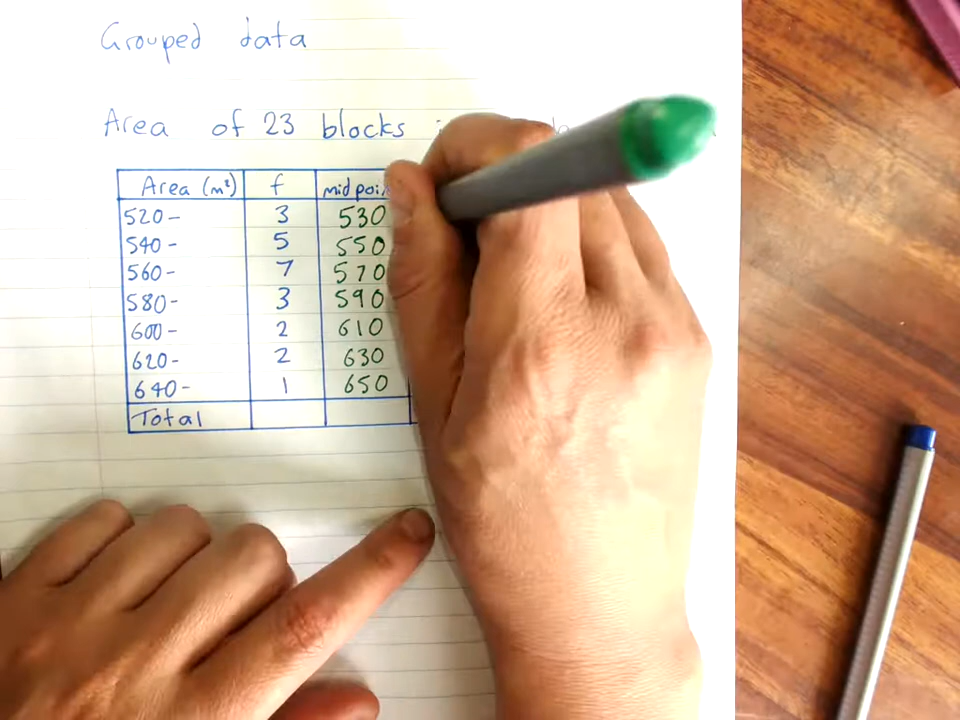 Grouped data
Area of 23 blocks
Area (m²) f
520- 3 530
540- 5 550
560- 7 570
580- 3 590
600- 2 610
620- 2 630
640- 1 650
Total